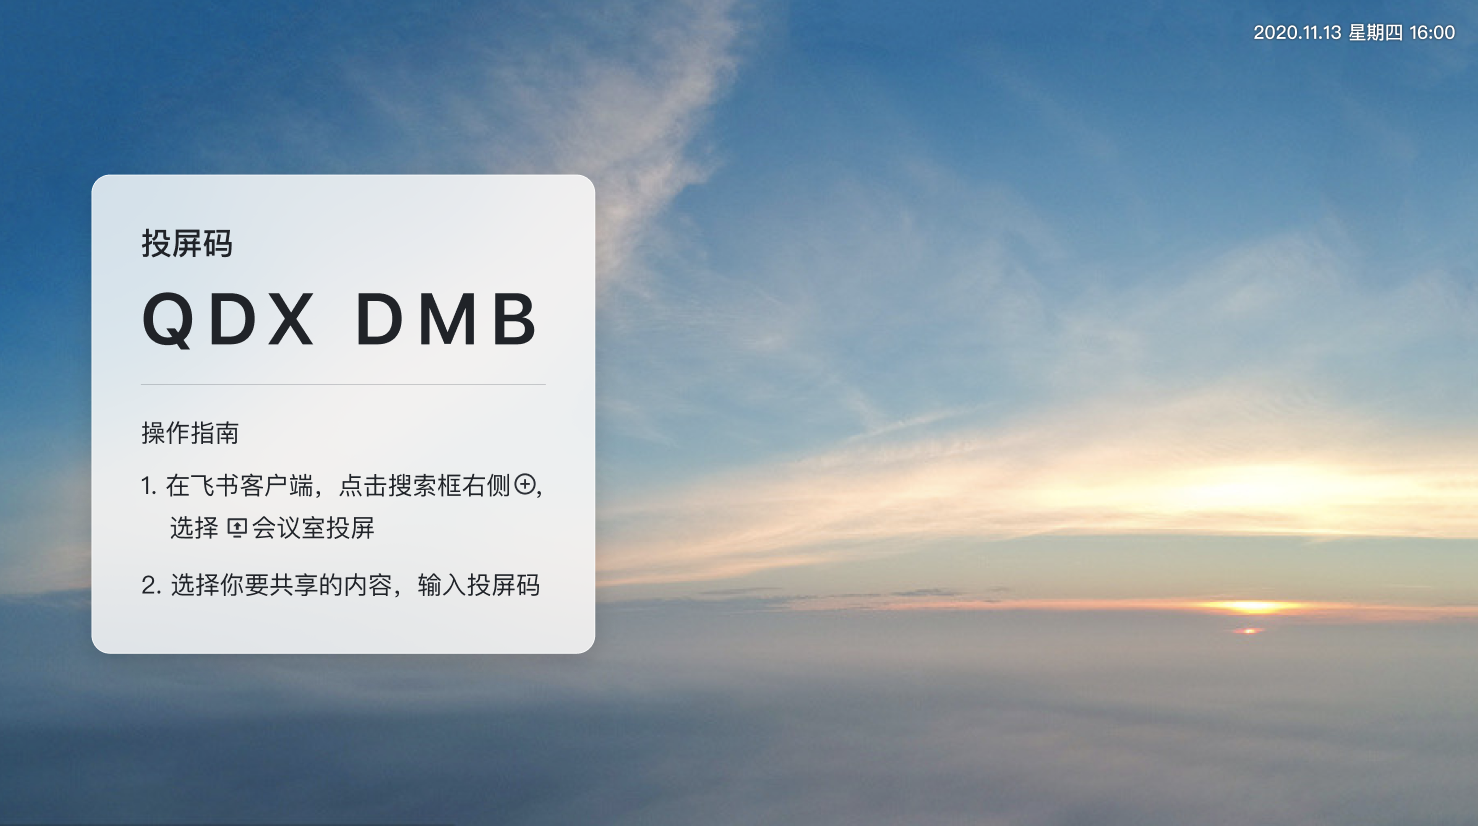 2020.11.13 星期四 16:00
投屏码
QDX DMB
操作指南
1. 在飞书客户端，点击搜索框右侧⊕,
选择 会议室投屏
2. 选择你要共享的内容，输入投屏码